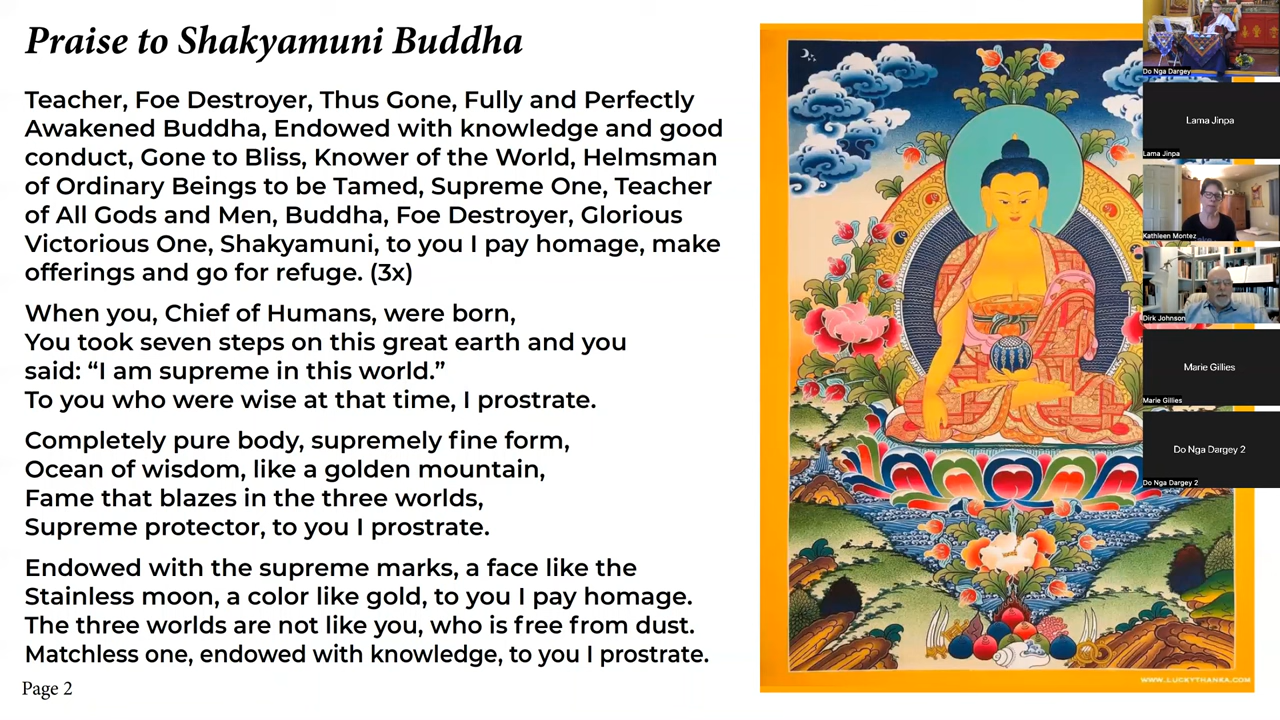 Praise to Shakyamuni Buddha
Teacher, Foe Destroyer, Thus Gone, Fully and Perfectly
Awakened Buddha, Endowed with knowledge and good
conduct, Gone to Bliss, Knower of the World, Helmsman
of Ordinary Beings to be Tamed, Supreme One, Teacher
of All Gods and Men, Buddha, Foe Destroyer, Glorious
Victorious One, Shakyamuni, to you I pay homage, make
offerings and go for refuge. (3x)
When you, Chief of Humans, were born,
You took seven steps on this great earth and you
said: “I am supreme in this world.”
To you who were wise at that time, I prostrate.
Completely pure body, supremely fine form,
Ocean of wisdom, like a golden mountain,
Fame that blazes in the three worlds,
Supreme protector, to you I prostrate.
Endowed with the supreme marks, a face like the
Stainless moon, a color like gold, to you I pay homage.
The three worlds are not like you, who is free from dust.
Matchless one, endowed with knowledge, to you I prostrate.
Page 2
WWW.LUCKYTHANKA.COM
Do Nga Dargey
Lama Jinpa
Lama Jinpa
Kathleen Montez
Dirk Johnson
Marie Gillies
Marie Gillies
Do Nga Dargey 2
Do Nga Dargey 2